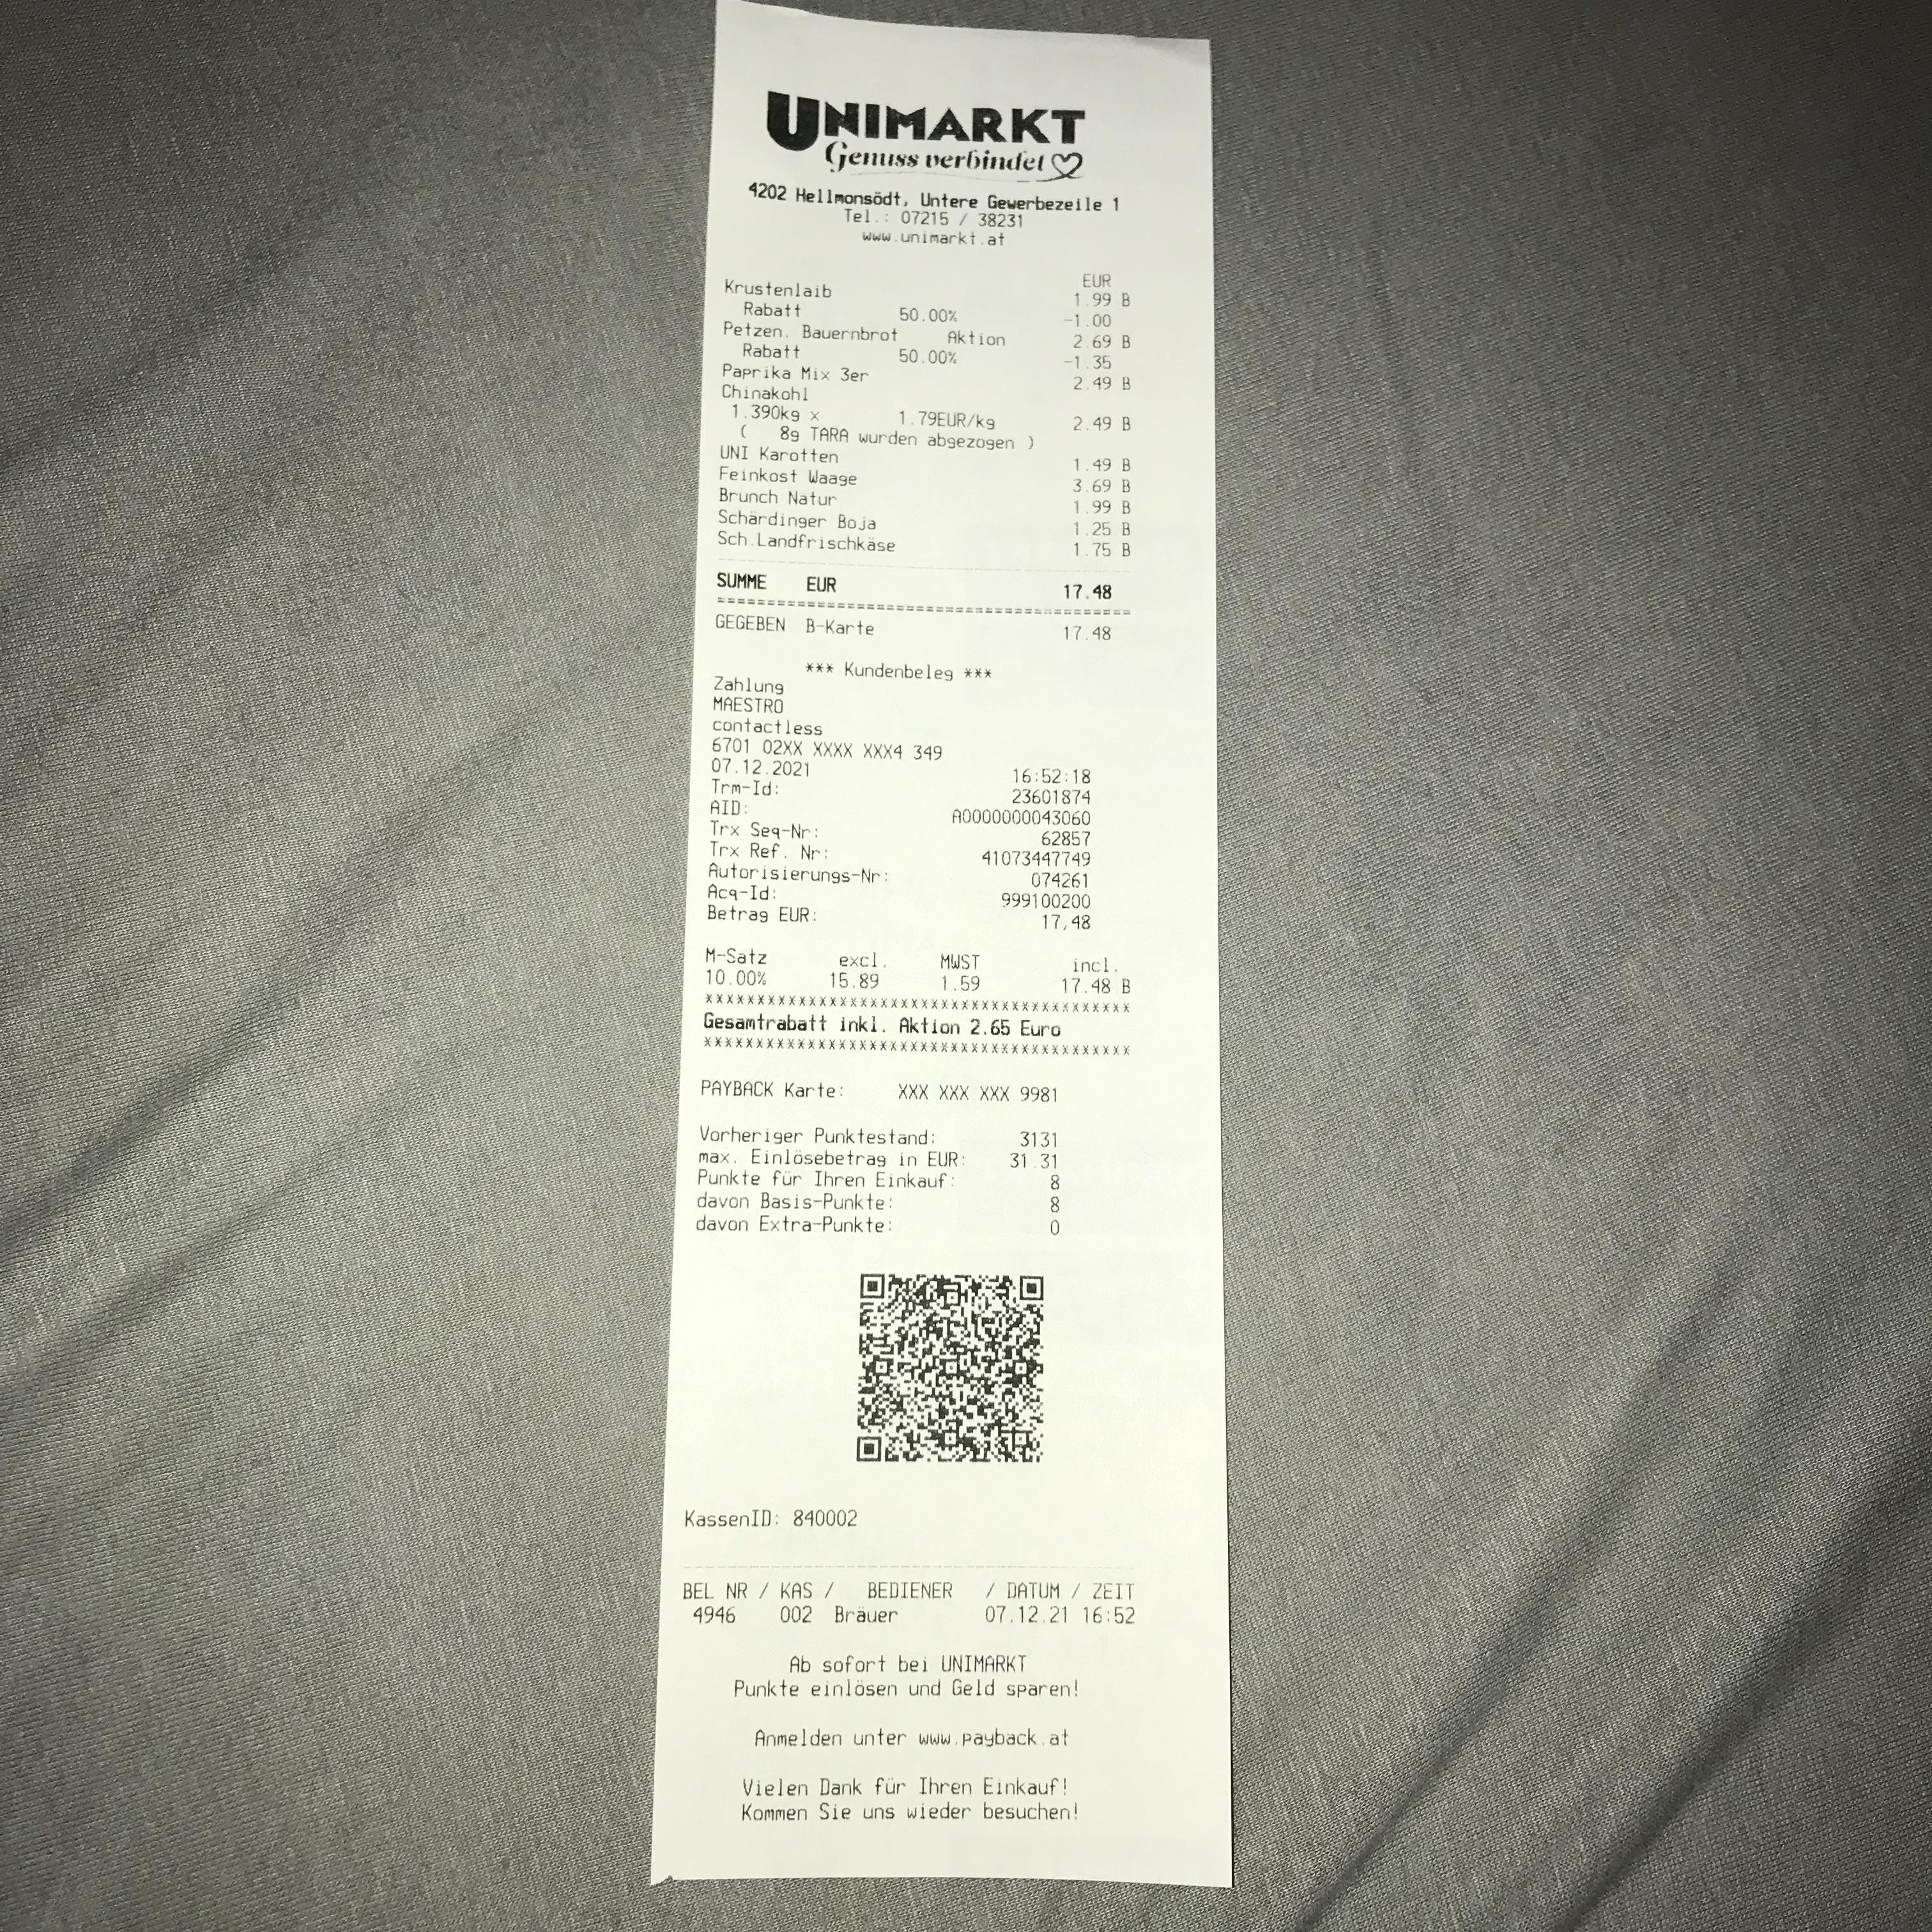 UNIMARKT
Genuss verbindet
4202 Hellmonsödt, Untere Gewerbezeile 1
Tel.: 07215 / 38231
www.unimarkt.at
EUR
Krustenlaib 1.99 B
Rabatt 50.00% -1.00
Petzen. Bauernbrot Aktion 2.69 B
Rabatt 50.00% -1.35
Paprika Mix 3er 2.49 B
Chinakohl
1.390kg x 1.79EUR/kg 2.49 B
( 8g TARA wurden abgezogen )
UNI Karotten 1.49 B
Feinkost Waage 3.69 B
Brunch Natur 1.99 B
Schärdinger Boja 1.25 B
Sch.Landfrischkäse 1.75 B
SUMME EUR 17.48
GEGEBEN B-Karte 17.48
*** Kundenbeleg ***
Zahlung
MAESTRO
contactless
6701 02XX XXXX XXX4 349
07.12.2021 16:52:18
Trm-Id: 23601874
AID: A0000000043060
Trx Seq-Nr: 62857
Trx Ref. Nr: 41073447749
Autorisierungs-Nr: 074261
Acq-Id: 999100200
Betrag EUR: 17,48
M-Satz excl. MWST incl.
10.00% 15.89 1.59 17.48 B
Gesamtrabatt inkl. Aktion 2.65 Euro
PAYBACK Karte: XXX XXX XXX 9981
Vorheriger Punktestand: 3131
max. Einlösebetrag in EUR: 31.31
Punkte für Ihren Einkauf: 8
davon Basis-Punkte: 8
davon Extra-Punkte: 0
KassenID: 840002
BEL NR / KAS / BEDIENER / DATUM / ZEIT
4946 002 Bräuer 07.12.21 16:52
Ab sofort bei UNIMARKT
Punkte einlösen und Geld sparen!
Anmelden unter www.payback.at
Vielen Dank für Ihren Einkauf!
Kommen Sie uns wieder besuchen!